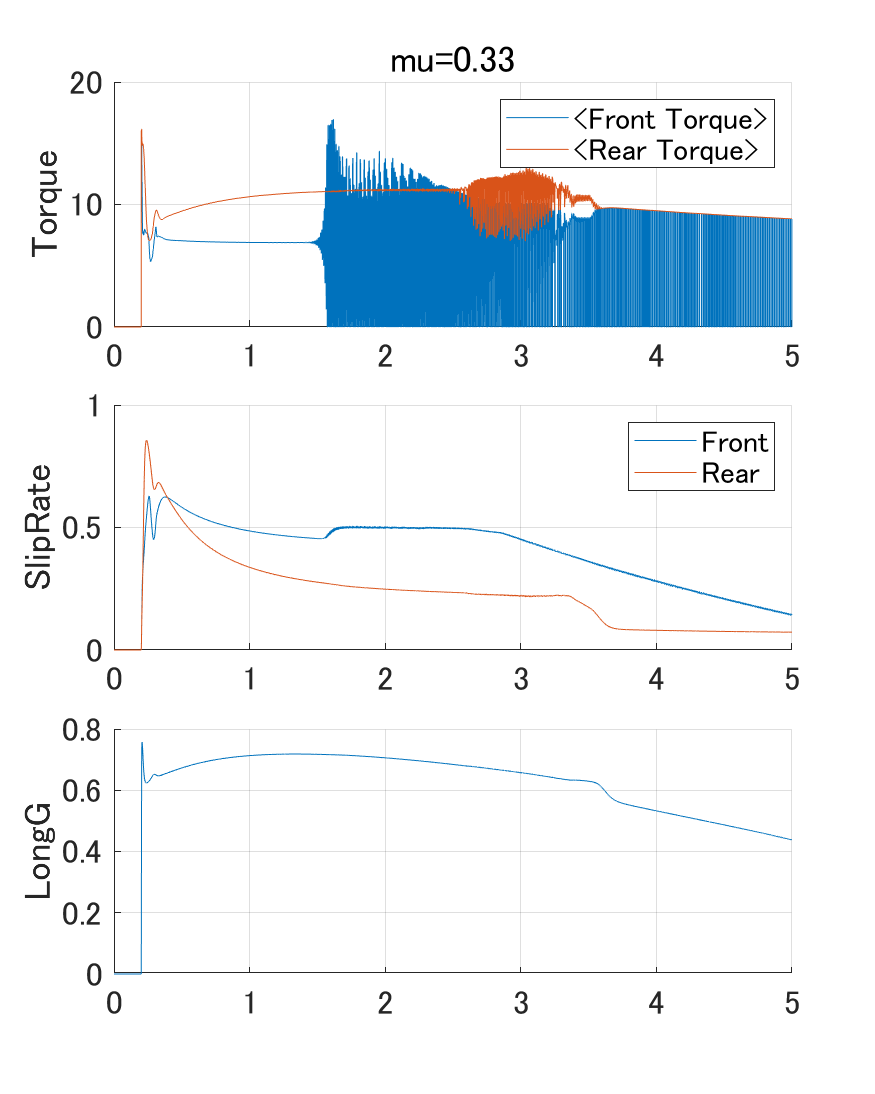 mu=0.33
Torque
20
10
0
<Front Torque>
<Rear Torque>
0 1 2 3 4 5
SlipRate
1
0.5
0
Front
Rear
0 1 2 3 4 5
LongG
0.8
0.6
0.4
0.2
0
0 1 2 3 4 5